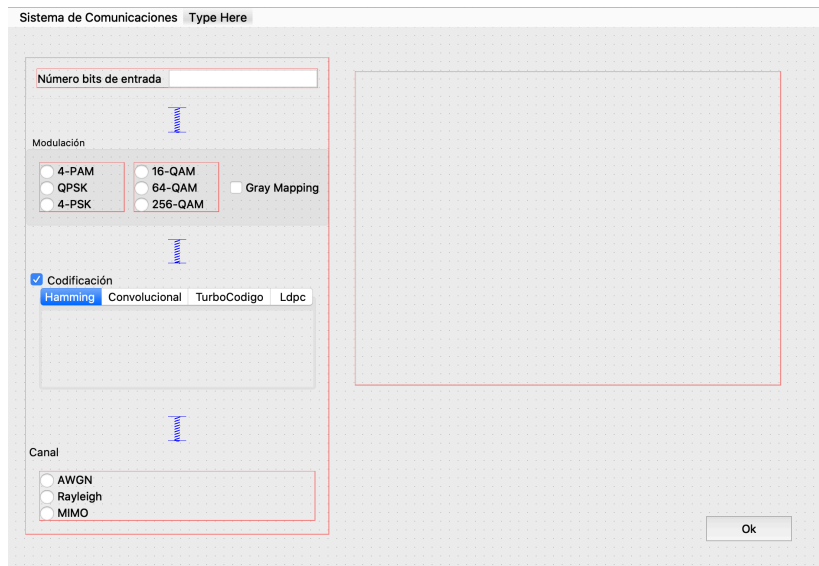 Sistema de Comunicaciones Type Here
Número bits de entrada
Modulación
4-PAM 16-QAM
QPSK 64-QAM Gray Mapping
4-PSK 256-QAM
Codificación
Hamming Convolucional TurboCodigo Ldpc
Canal
AWGN
Rayleigh
MIMO
Ok